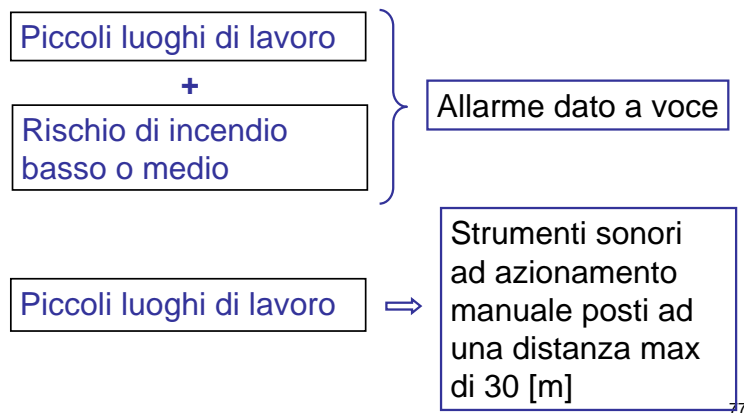 Piccoli luoghi di lavoro
+
Rischio di incendio
basso o medio
Allarme dato a voce
Piccoli luoghi di lavoro
⇨
Strumenti sonori
ad azionamento
manuale posti ad
una distanza max
di 30 [m]
77